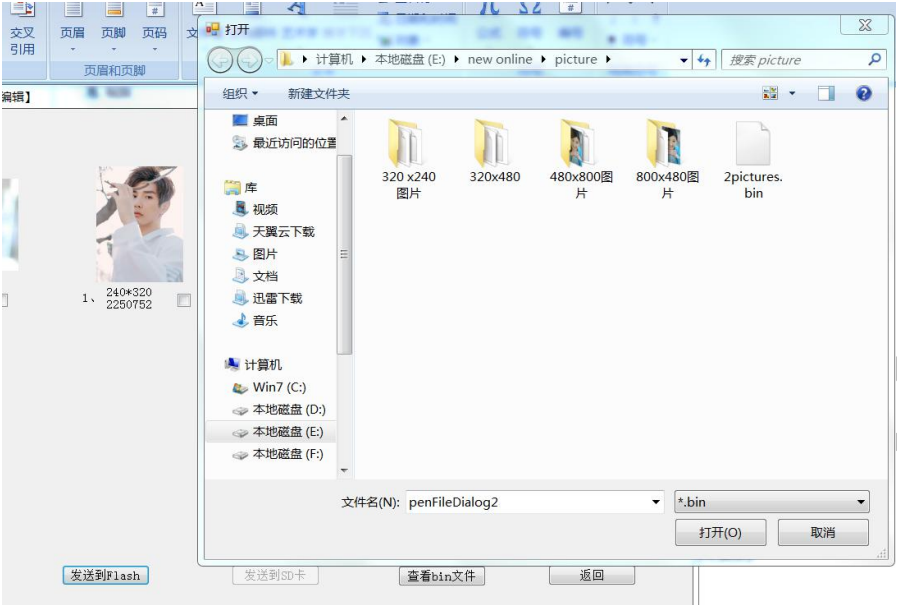 交叉
引用
页眉
页脚
页码
文
页眉和页脚
编辑】
1、
240*320
2250752
发送到Flash
发送到SD卡
查看bin文件
返回
打开
计算机
本地磁盘 (E:)
new online
picture
搜索 picture
组织
新建文件夹
桌面
最近访问的位置
库
视频
天翼云下载
图片
文档
迅雷下载
音乐
计算机
Win7 (C:)
本地磁盘 (D:)
本地磁盘 (E:)
本地磁盘 (F:)
320 x240
图片
320x480
480x800图
片
800x480图
片
2pictures.
bin
文件名(N):
penFileDialog2
*.bin
打开(O)
取消